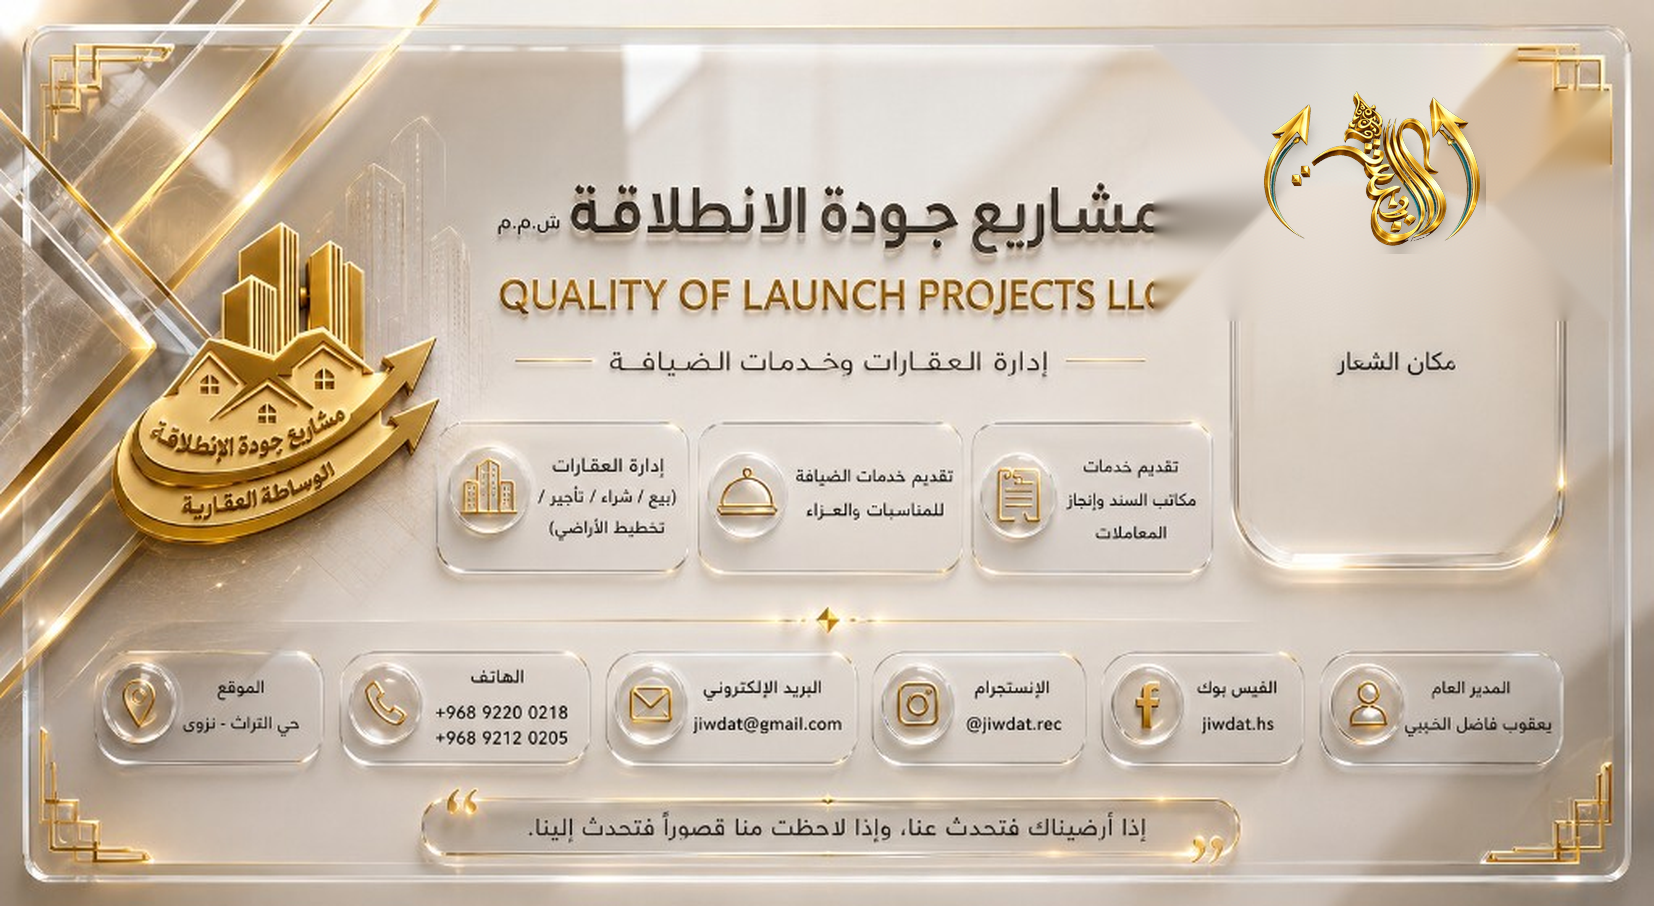 مشاريع جودة الانطلاقة ش.م.م
QUALITY OF LAUNCH PROJECTS LLC
إدارة العقارات وخدمات الضيافة
مكان الشعار
مشاريع جودة الإنطلاقة
الوساطة العقارية
تقديم خدمات
مكاتب السند وإنجاز
المعاملات
تقديم خدمات الضيافة
للمناسبات والعزاء
إدارة العقارات
(بيع / شراء / تأجير /
تخطيط الأراضي)
المدير العام
يعقوب فاضل الخبيي
الفيس بوك
jiwdat.hs
الإنستجرام
@jiwdat.rec
البريد الإلكتروني
jiwdat@gmail.com
الهاتف
+968 9220 0218
+968 9212 0205
الموقع
حي التراث - نزوى
إذا أرضيناك فتحدث عنا، وإذا لاحظت منا قصوراً فتحدث إلينا.